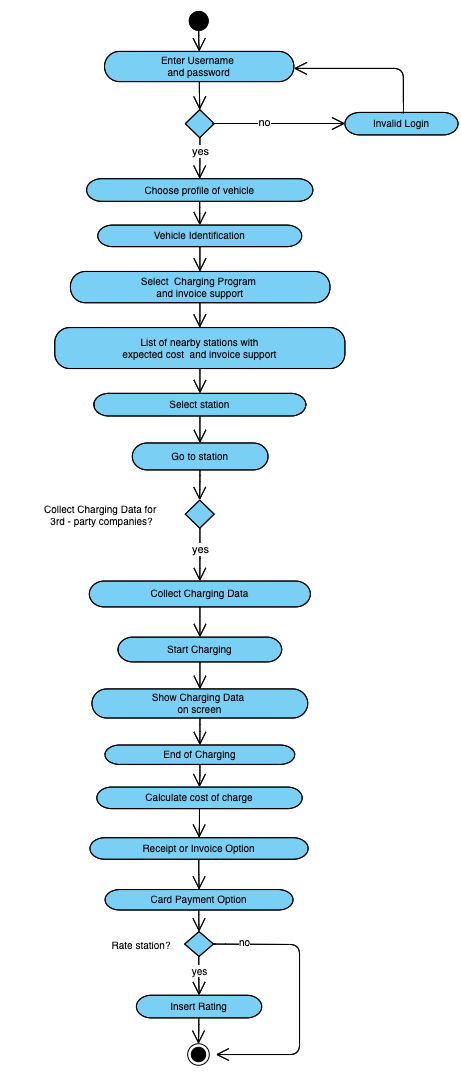 Enter Username
and password
no
Invalid Login
yes
Choose profile of vehicle
Vehicle Identification
Select Charging Program
and invoice support
List of nearby stations with
expected cost and invoice support
Select station
Go to station
Collect Charging Data for
3rd - party companies?
yes
Collect Charging Data
Start Charging
Show Charging Data
on screen
End of Charging
Calculate cost of charge
Receipt or Invoice Option
Card Payment Option
Rate station?
no
yes
Insert Rating